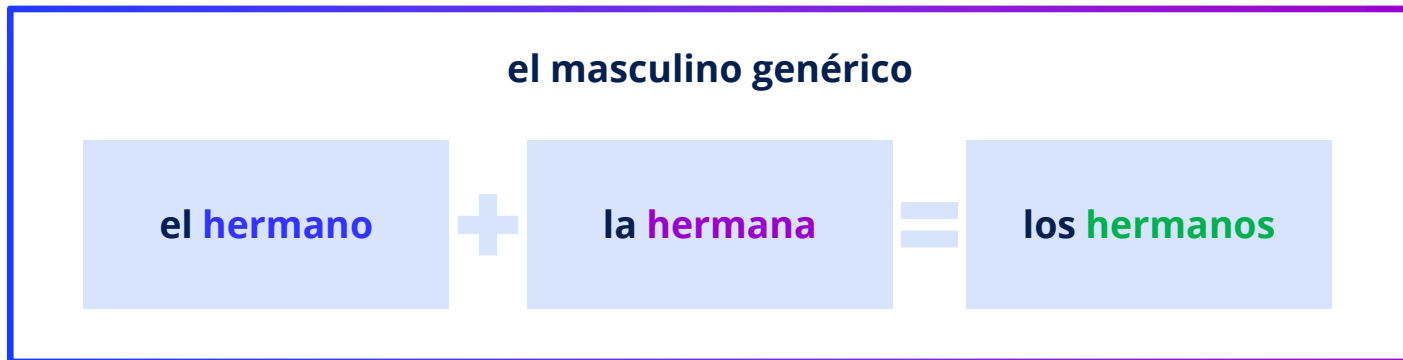 el masculino genérico
el hermano + la hermana = los hermanos